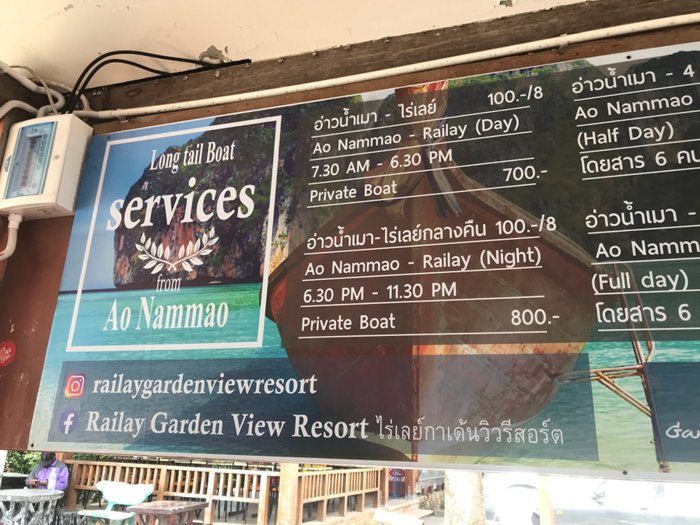 Long tail Boat
services
from
Ao Nammao
railaygardenviewresort
Railay Garden View Resort ไร่เลย์กาเด้นวิวรีสอร์ต
อ่าวน้ำเมา - ไร่เลย์ 100.-/8
Ao Nammao - Railay (Day)
7.30 AM - 6.30 PM
Private Boat 700.-
อ่าวน้ำเมา-ไร่เลย์กลางคืน 100.-/8
Ao Nammao - Railay (Night)
6.30 PM - 11.30 PM
Private Boat 800.-
อ่าวน้ำเมา - 4
Ao Nammao
(Half Day)
โดยสาร 6 คน
อ่าวน้ำเมา -
Ao Namm
(Full day)
โดยสาร 6